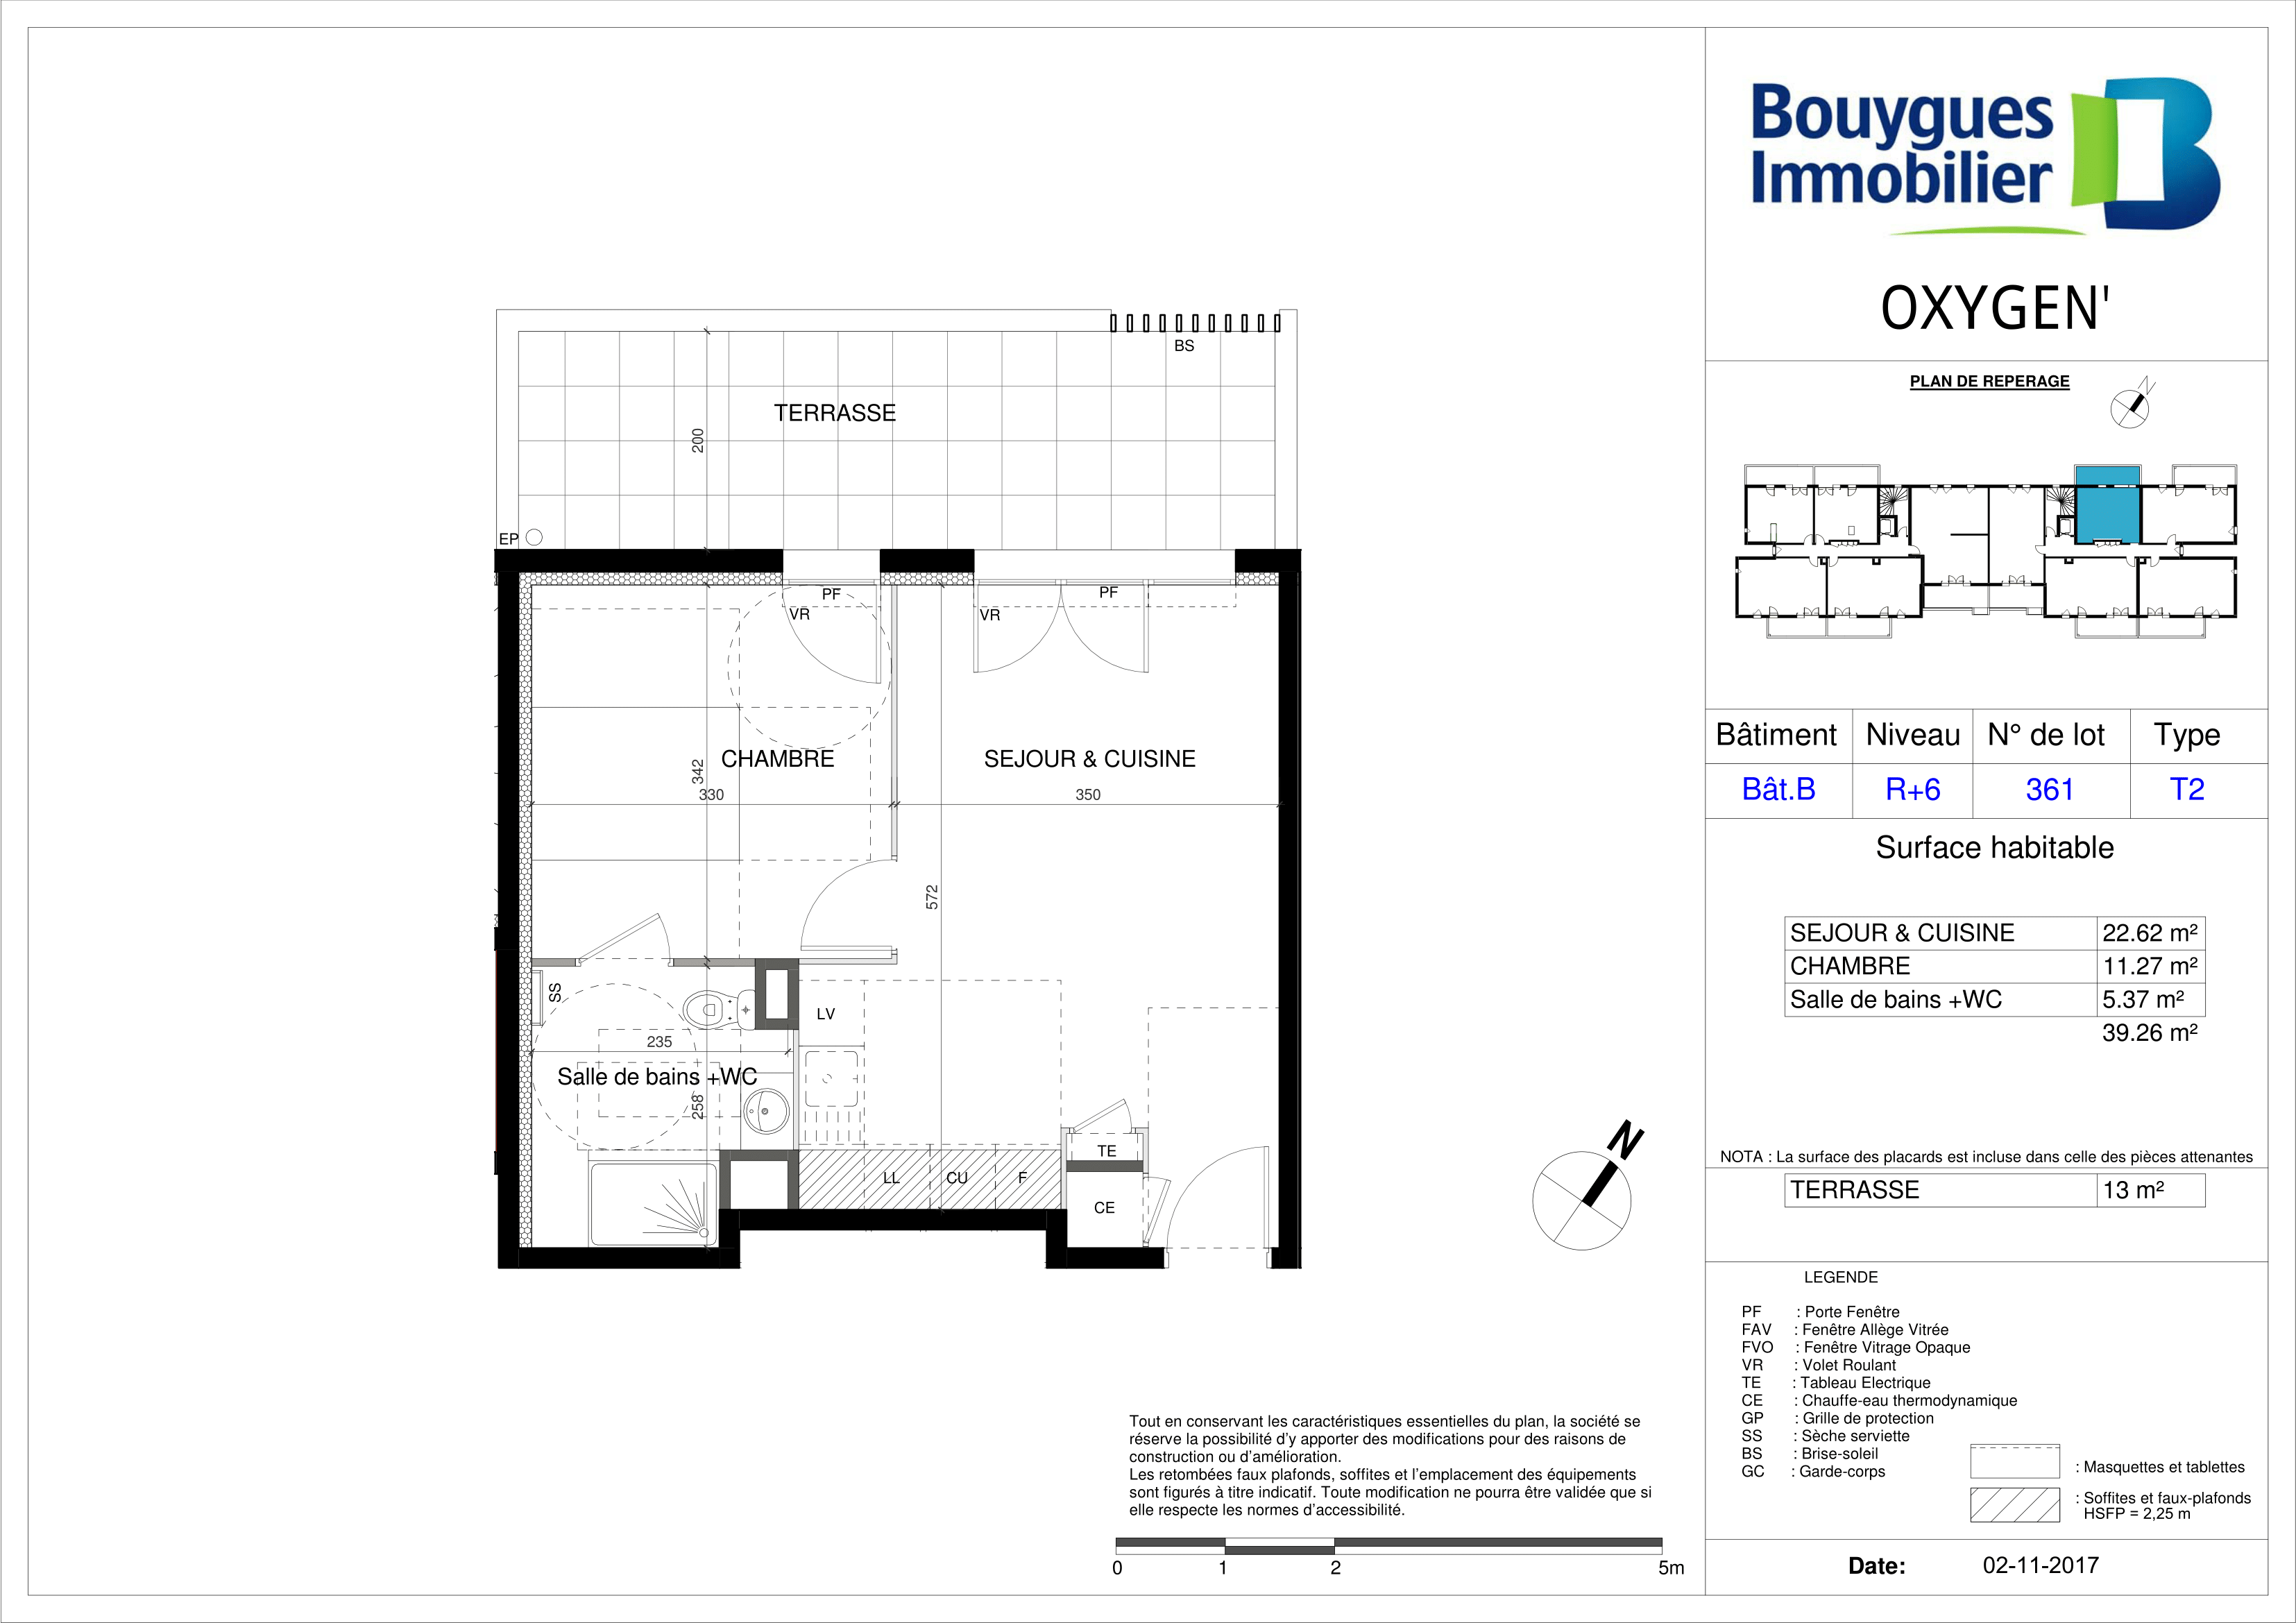 Bouygues
Immobilier
OXYGEN'
PLAN DE REPERAGE
N
Bâtiment Niveau N° de lot Type
Bât.B R+6 361 T2
Surface habitable
SEJOUR & CUISINE 22.62 m²
CHAMBRE 11.27 m²
Salle de bains +WC 5.37 m²
39.26 m²
NOTA : La surface des placards est incluse dans celle des pièces attenantes
TERRASSE 13 m²
LEGENDE
PF : Porte Fenêtre
FAV : Fenêtre Allège Vitrée
FVO : Fenêtre Vitrage Opaque
VR : Volet Roulant
TE : Tableau Electrique
CE : Chauffe-eau thermodynamique
GP : Grille de protection
SS : Sèche serviette
BS : Brise-soleil
GC : Garde-corps
: Masquettes et tablettes
: Soffites et faux-plafonds
HSFP = 2,25 m
Date: 02-11-2017
BS
TERRASSE
200
EP
PF
VR
PF
VR
CHAMBRE
SEJOUR & CUISINE
342
330
350
572
SS
LV
235
Salle de bains +WC
258
TE
LL
CU
F
CE
N
Tout en conservant les caractéristiques essentielles du plan, la société se
réserve la possibilité d'y apporter des modifications pour des raisons de
construction ou d'amélioration.
Les retombées faux plafonds, soffites et l'emplacement des équipements
sont figurés à titre indicatif. Toute modification ne pourra être validée que si
elle respecte les normes d'accessibilité.
0 1 2 5m